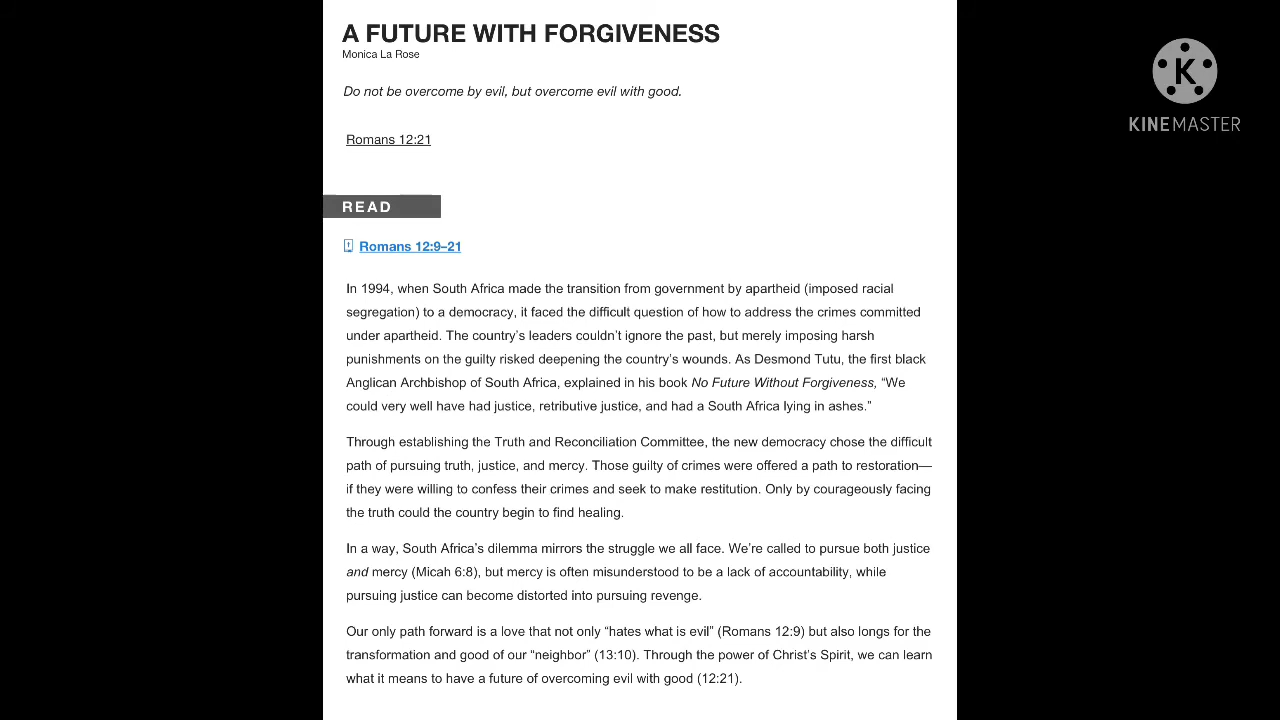 A FUTURE WITH FORGIVENESS
Monica La Rose
Do not be overcome by evil, but overcome evil with good.
Romans 12:21
READ
Romans 12:9–21
In 1994, when South Africa made the transition from government by apartheid (imposed racial
segregation) to a democracy, it faced the difficult question of how to address the crimes committed
under apartheid. The country’s leaders couldn’t ignore the past, but merely imposing harsh
punishments on the guilty risked deepening the country’s wounds. As Desmond Tutu, the first black
Anglican Archbishop of South Africa, explained in his book No Future Without Forgiveness, “We
could very well have had justice, retributive justice, and had a South Africa lying in ashes.”
Through establishing the Truth and Reconciliation Committee, the new democracy chose the difficult
path of pursuing truth, justice, and mercy. Those guilty of crimes were offered a path to restoration—
if they were willing to confess their crimes and seek to make restitution. Only by courageously facing
the truth could the country begin to find healing.
In a way, South Africa’s dilemma mirrors the struggle we all face. We’re called to pursue both justice
and mercy (Micah 6:8), but mercy is often misunderstood to be a lack of accountability, while
pursuing justice can become distorted into pursuing revenge.
Our only path forward is a love that not only “hates what is evil” (Romans 12:9) but also longs for the
transformation and good of our “neighbor” (13:10). Through the power of Christ’s Spirit, we can learn
what it means to have a future of overcoming evil with good (12:21).
K
KINEMASTER